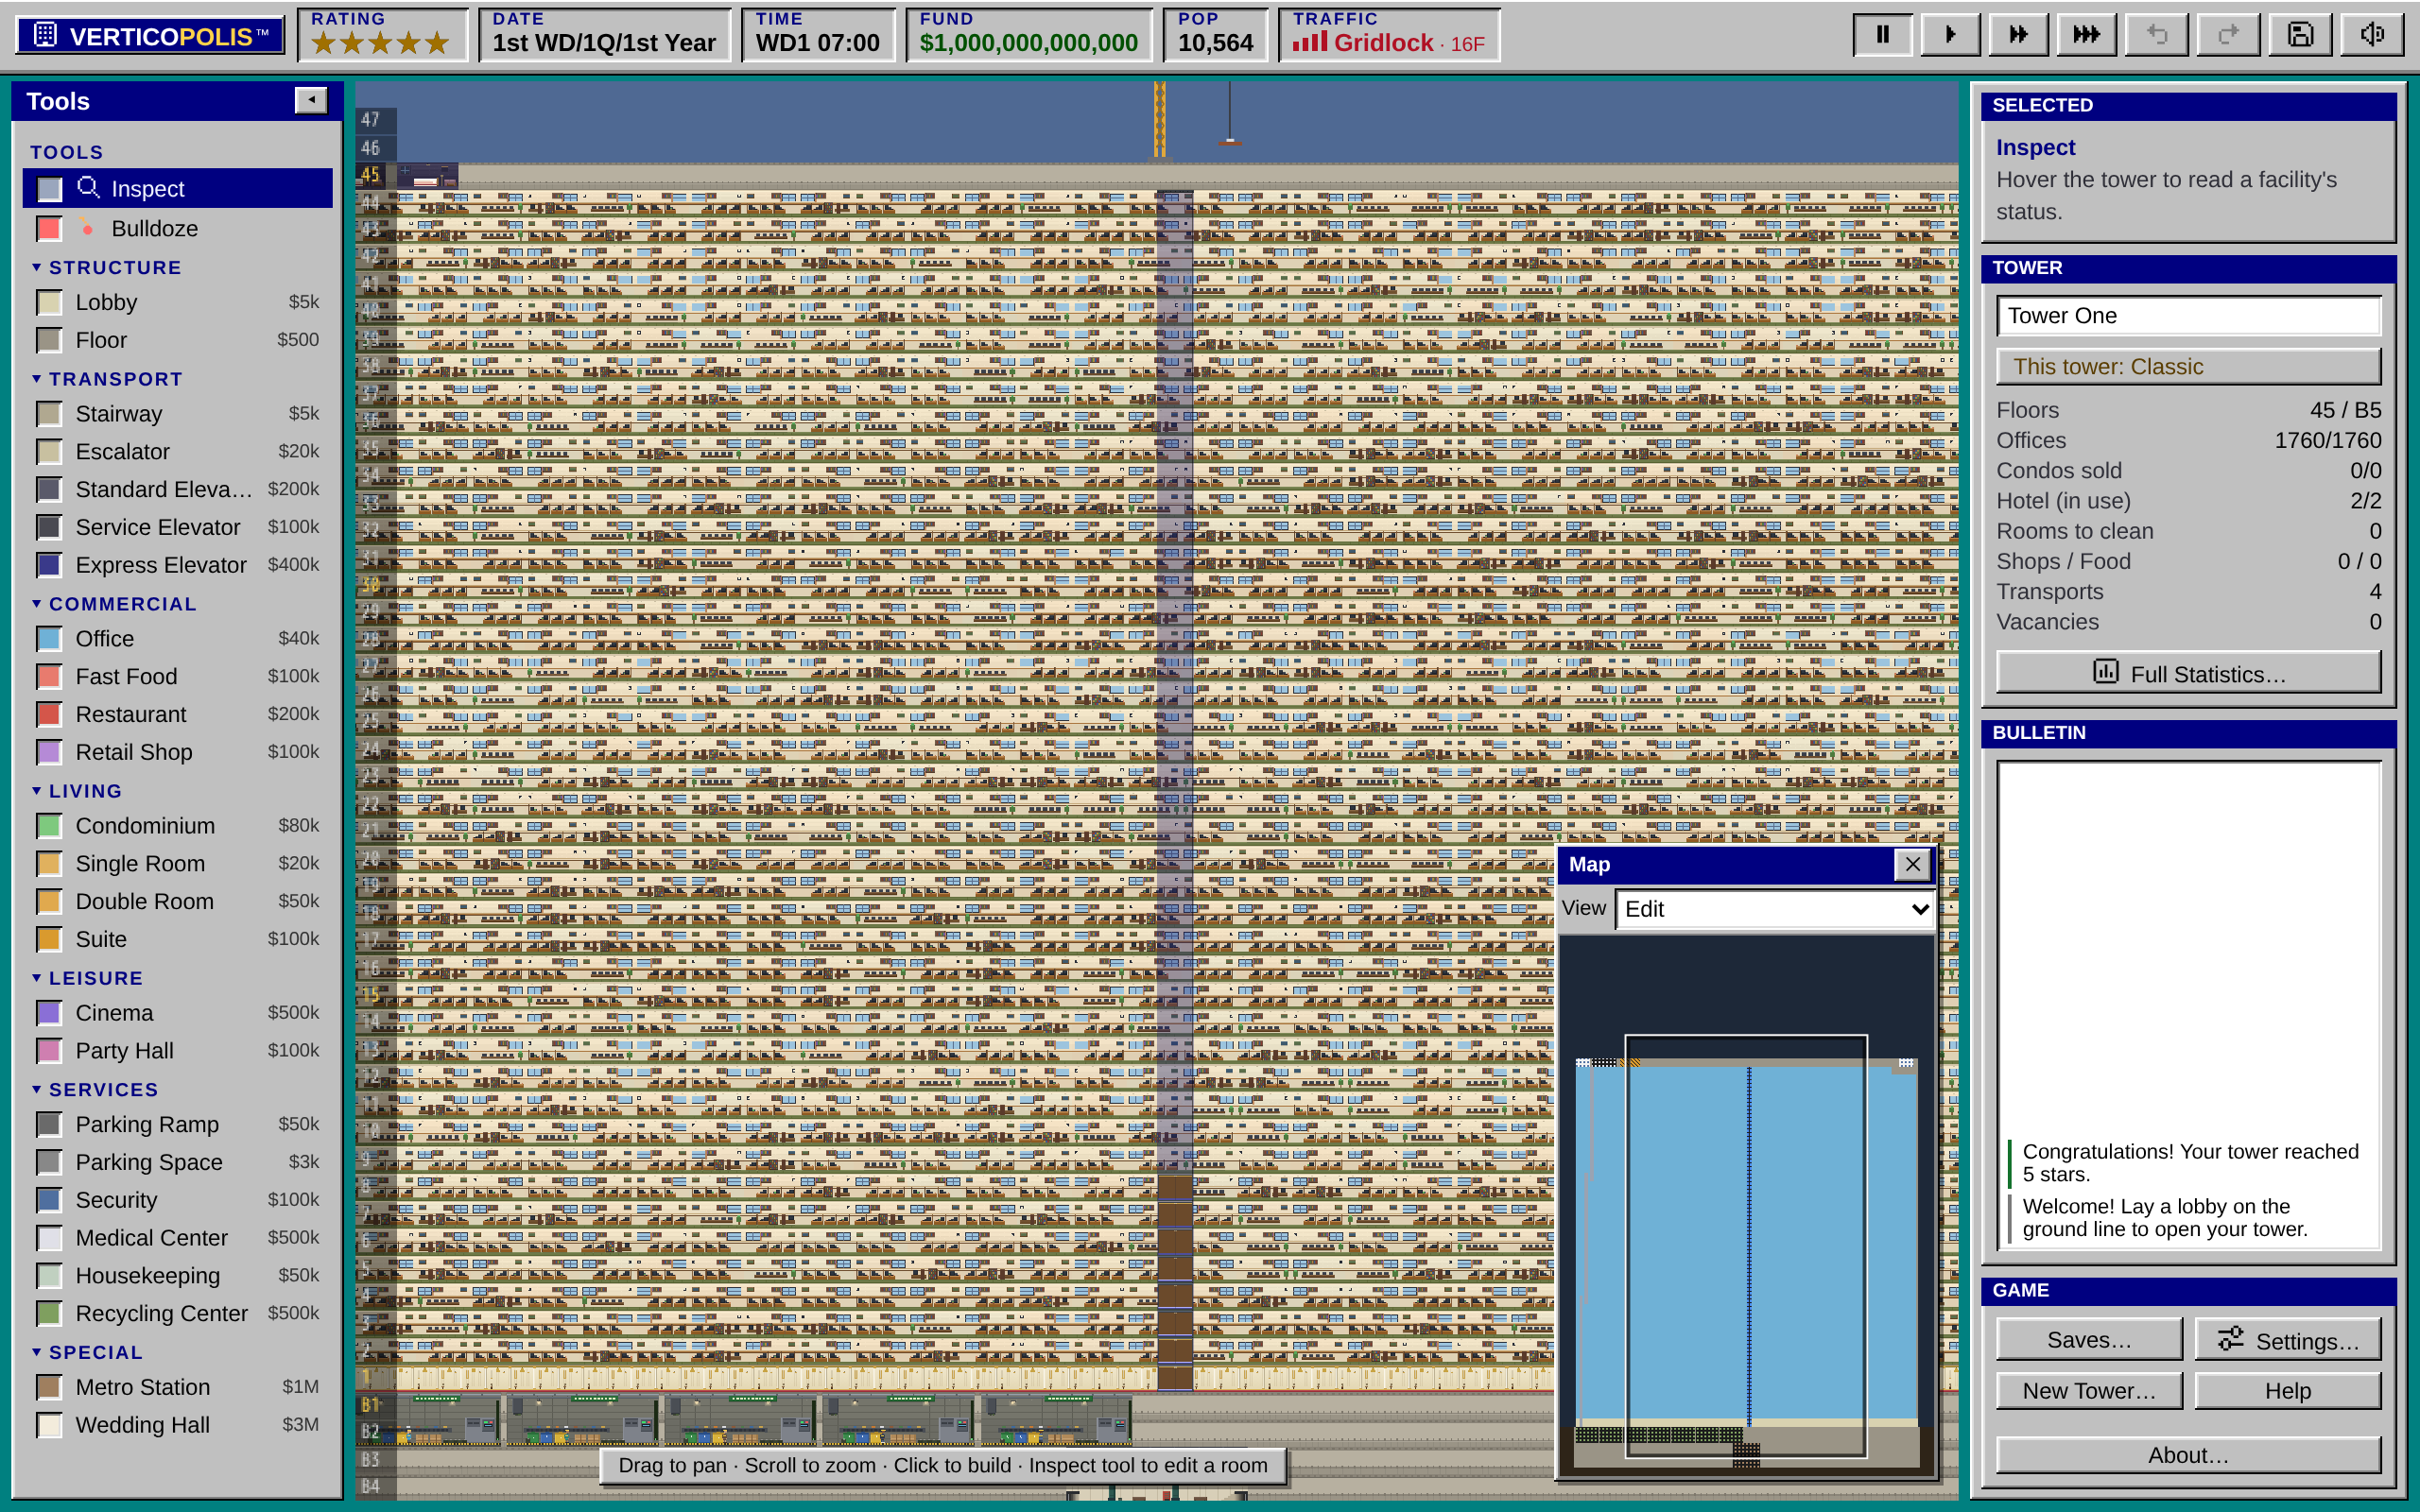 VERTICOPOLIS™
RATING
★★★★★
DATE
1st WD/1Q/1st Year
TIME
WD1 07:00
FUND
$1,000,000,000,000
POP
10,564
TRAFFIC
Gridlock · 16F
Tools
TOOLS
Inspect
Bulldoze
STRUCTURE
Lobby $5k
Floor $500
TRANSPORT
Stairway $5k
Escalator $20k
Standard Eleva… $200k
Service Elevator $100k
Express Elevator $400k
COMMERCIAL
Office $40k
Fast Food $100k
Restaurant $200k
Retail Shop $100k
LIVING
Condominium $80k
Single Room $20k
Double Room $50k
Suite $100k
LEISURE
Cinema $500k
Party Hall $100k
SERVICES
Parking Ramp $50k
Parking Space $3k
Security $100k
Medical Center $500k
Housekeeping $50k
Recycling Center $500k
SPECIAL
Metro Station $1M
Wedding Hall $3M
47
46
45
B1
B2
B3
B4
Drag to pan · Scroll to zoom · Click to build · Inspect tool to edit a room
Map
View Edit
SELECTED
Inspect
Hover the tower to read a facility's
status.
TOWER
Tower One
This tower: Classic
Floors 45 / B5
Offices 1760/1760
Condos sold 0/0
Hotel (in use) 2/2
Rooms to clean 0
Shops / Food 0 / 0
Transports 4
Vacancies 0
Full Statistics…
BULLETIN
Congratulations! Your tower reached
5 stars.
Welcome! Lay a lobby on the
ground line to open your tower.
GAME
Saves…
Settings…
New Tower…
Help
About…